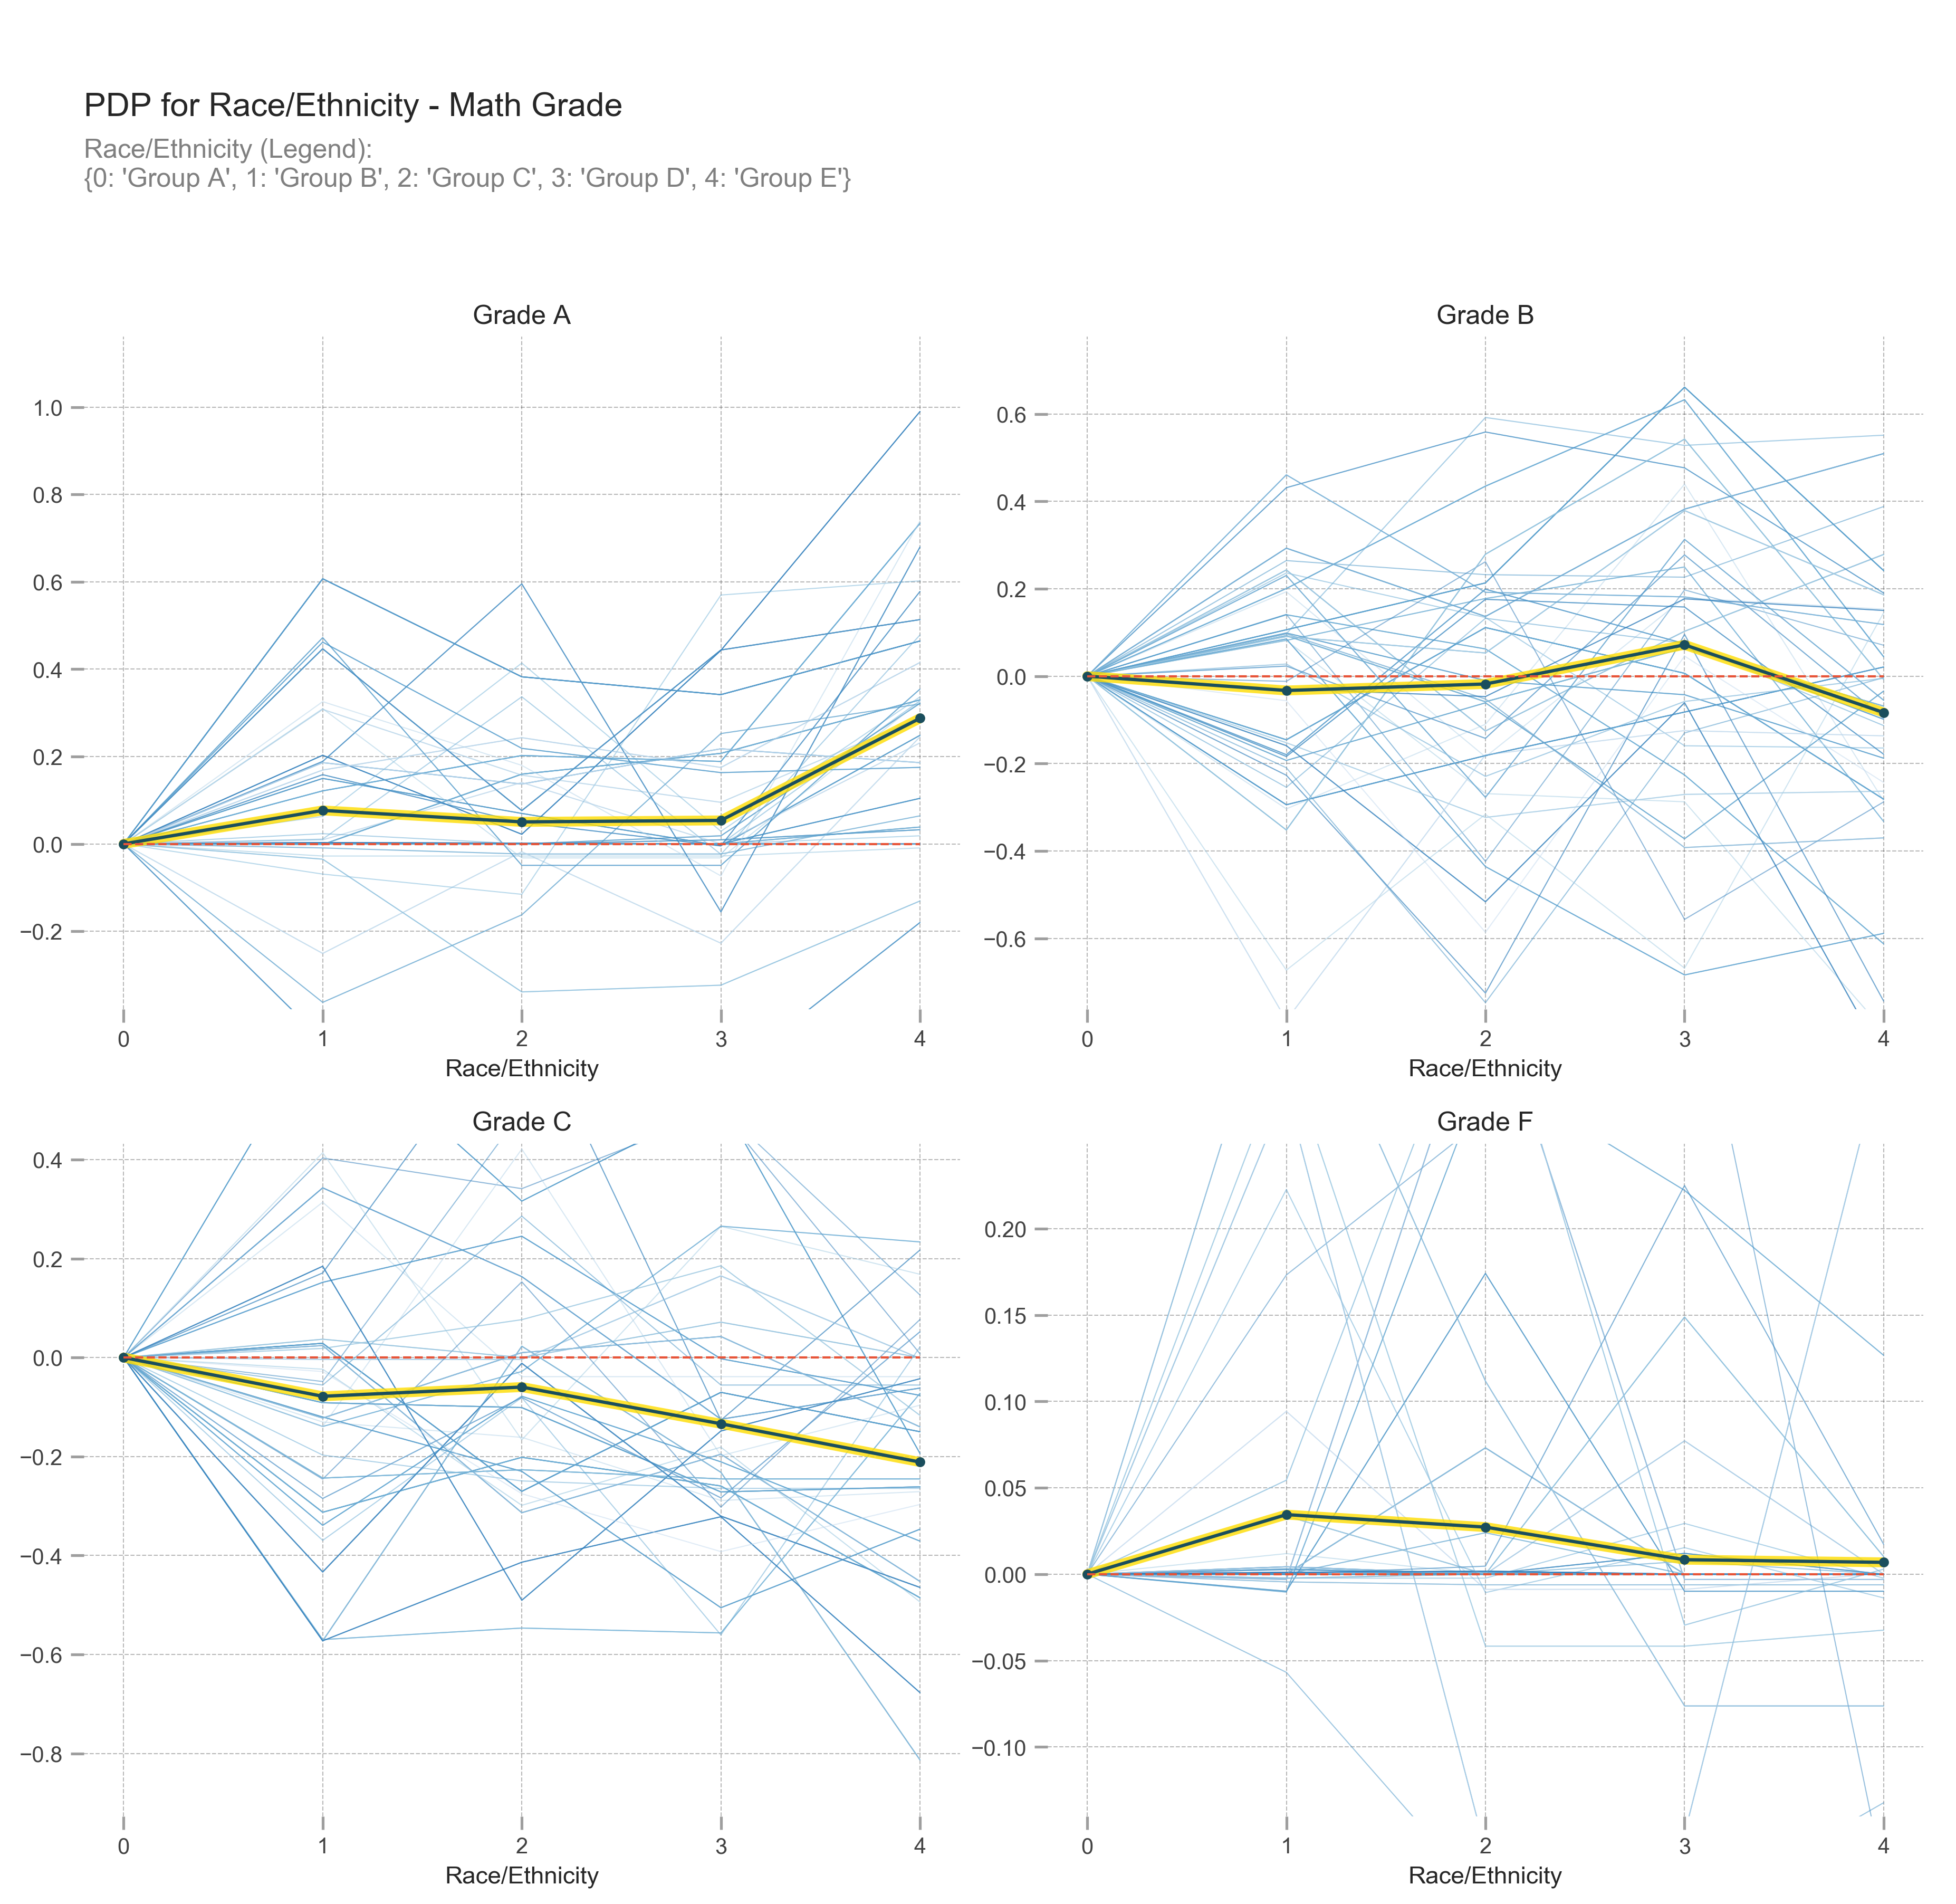 PDP for Race/Ethnicity - Math Grade
Race/Ethnicity (Legend):
{0: 'Group A', 1: 'Group B', 2: 'Group C', 3: 'Group D', 4: 'Group E'}
Grade A
1.0
0.8
0.6
0.4
0.2
0.0
−0.2
0 1 2 3 4
Race/Ethnicity
Grade B
0.6
0.4
0.2
0.0
−0.2
−0.4
−0.6
0 1 2 3 4
Race/Ethnicity
Grade C
0.4
0.2
0.0
−0.2
−0.4
−0.6
−0.8
0 1 2 3 4
Race/Ethnicity
Grade F
0.20
0.15
0.10
0.05
0.00
−0.05
−0.10
0 1 2 3 4
Race/Ethnicity